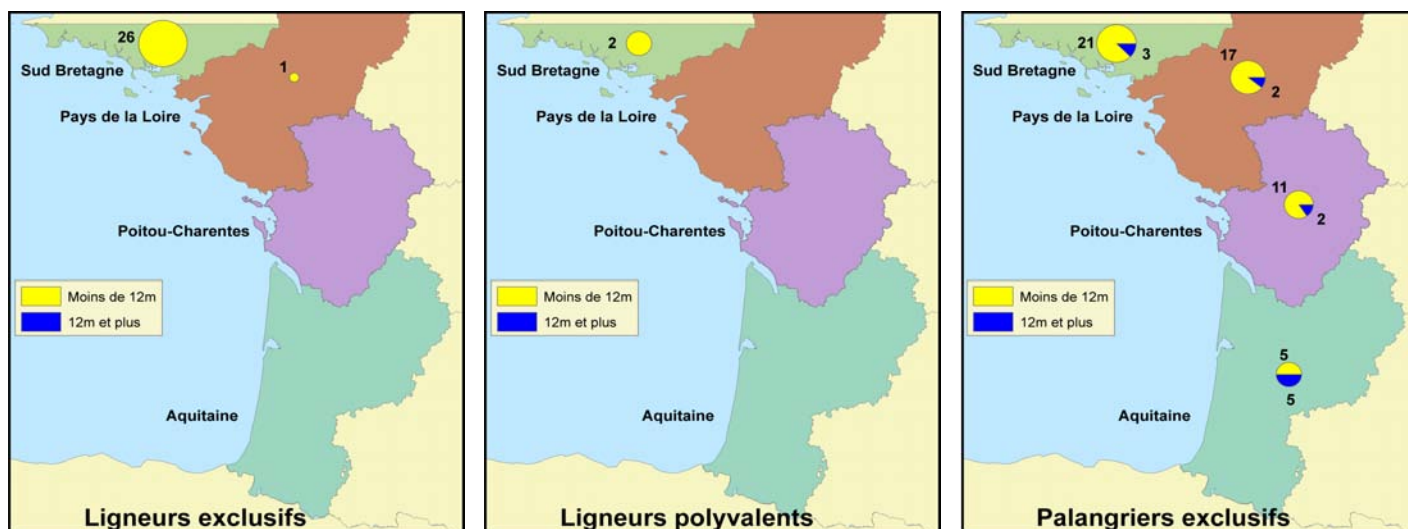 26
1
Sud Bretagne
Pays de la Loire
Poitou-Charentes
Moins de 12m
12m et plus
Aquitaine
Ligneurs exclusifs
2
Sud Bretagne
Pays de la Loire
Poitou-Charentes
Moins de 12m
12m et plus
Aquitaine
Ligneurs polyvalents
21
3
17
2
Sud Bretagne
Pays de la Loire
11
2
Poitou-Charentes
Moins de 12m
12m et plus
5
5
Aquitaine
Palangriers exclusifs